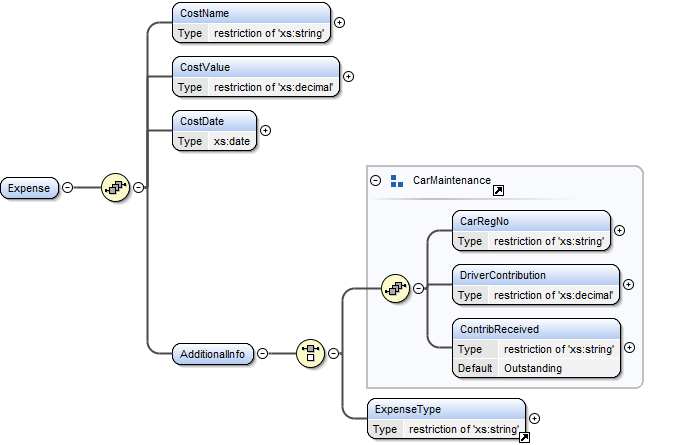 CostName
Type restriction of 'xs:string'
CostValue
Type restriction of 'xs:decimal'
CostDate
Type xs:date
Expense
CarMaintenance
CarRegNo
Type restriction of 'xs:string'
DriverContribution
Type restriction of 'xs:decimal'
ContribReceived
Type restriction of 'xs:string'
Default Outstanding
AdditionalInfo
ExpenseType
Type restriction of 'xs:string'